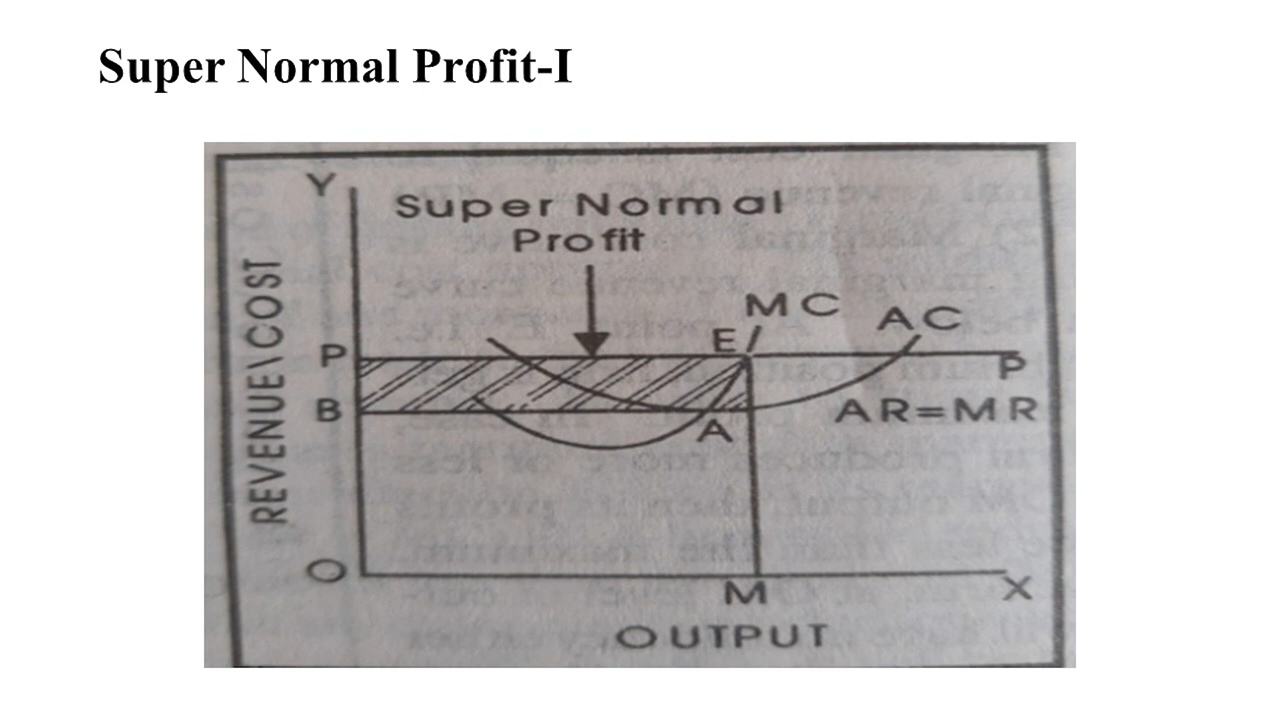 Super Normal Profit-I
Y
Super Normal
Profit
REVENUE\COST
MC
AC
E
P
P
B
A
AR=MR
O
M
X
OUTPUT